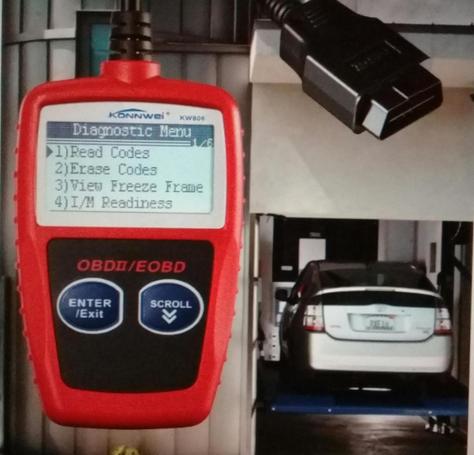 KONNWEI® KW806
Diagnostic Menu
1/6
1)Read Codes
2)Erase Codes
3)View Freeze Frame
4)I/M Readiness
OBDII/EOBD
ENTER
/Exit
SCROLL